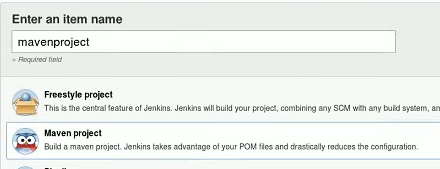 Enter an item name
mavenproject
» Required field
Freestyle project
This is the central feature of Jenkins. Jenkins will build your project, combining any SCM with any build system, an
Maven project
Build a maven project. Jenkins takes advantage of your POM files and drastically reduces the configuration.